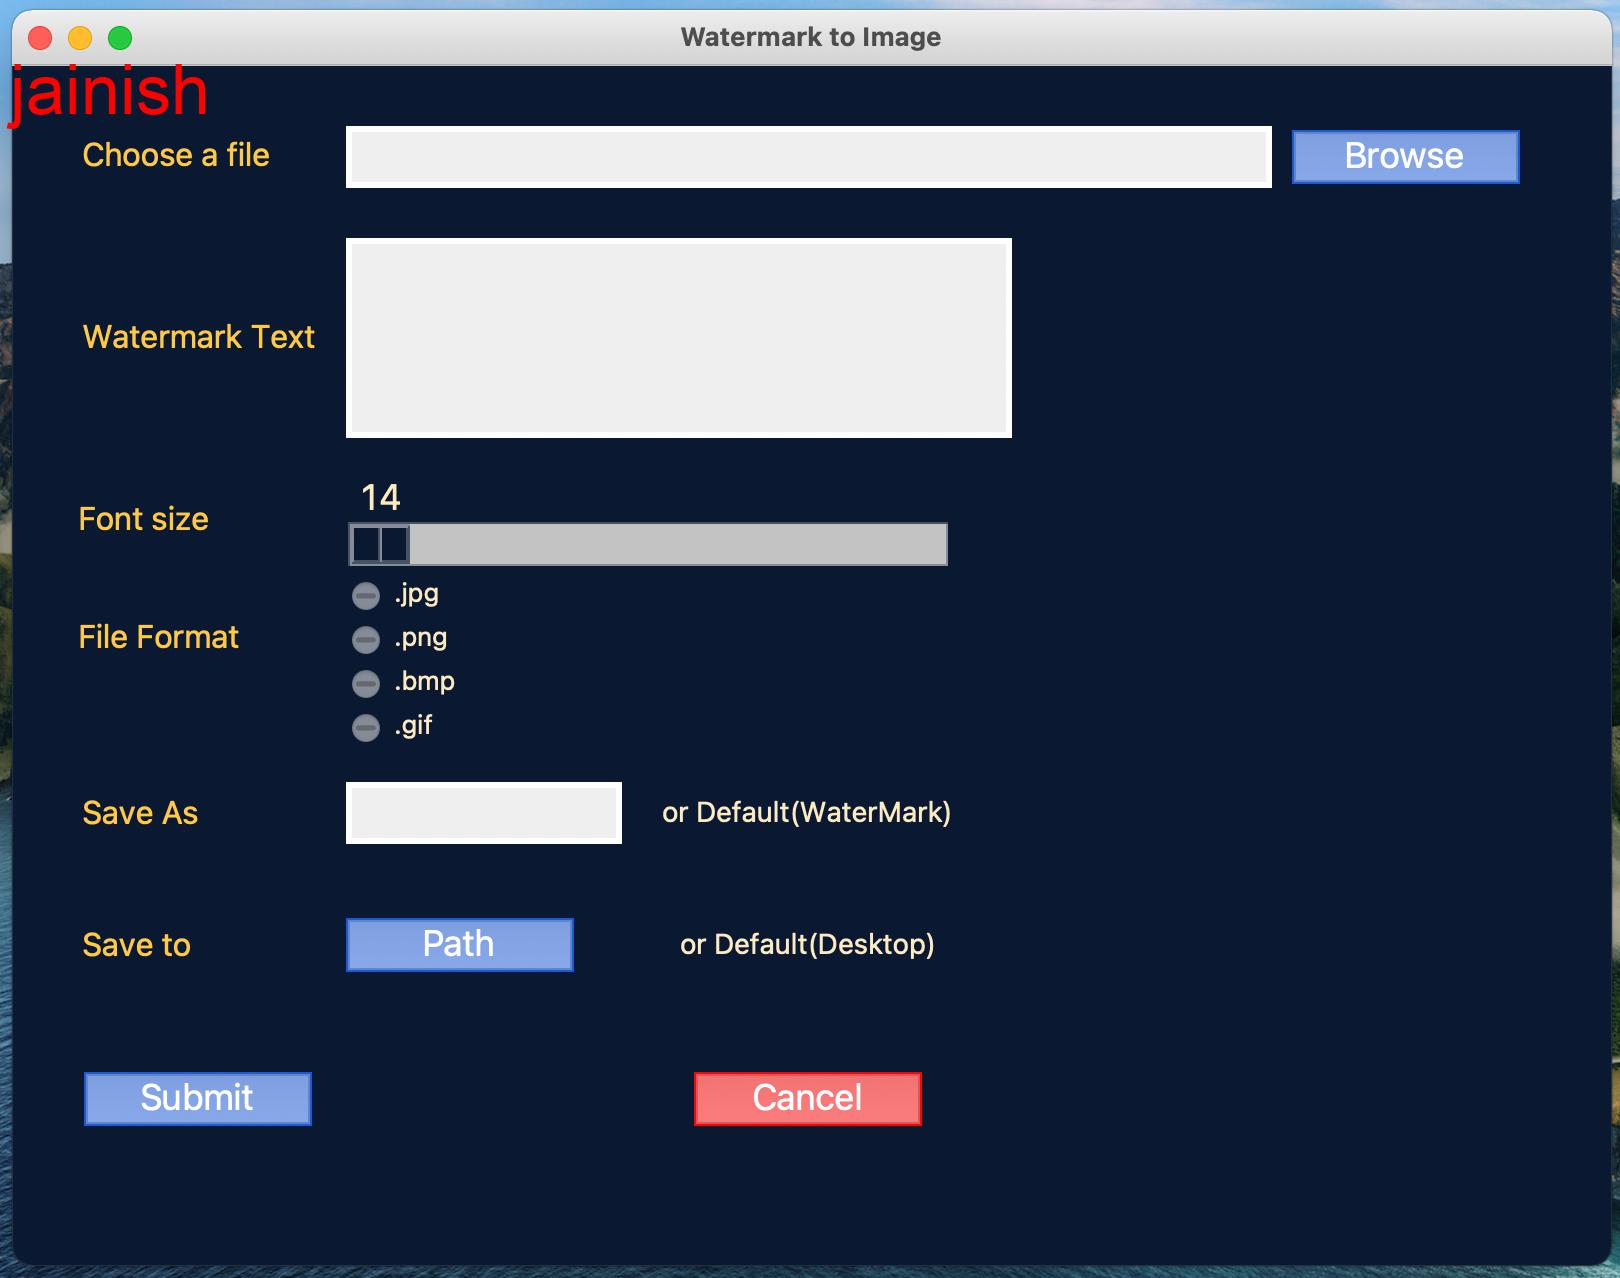 Watermark to Image
jainish
Choose a file
Browse
Watermark Text
14
Font size
.jpg
File Format
.png
.bmp
.gif
Save As
or Default(WaterMark)
Save to
Path
or Default(Desktop)
Submit
Cancel